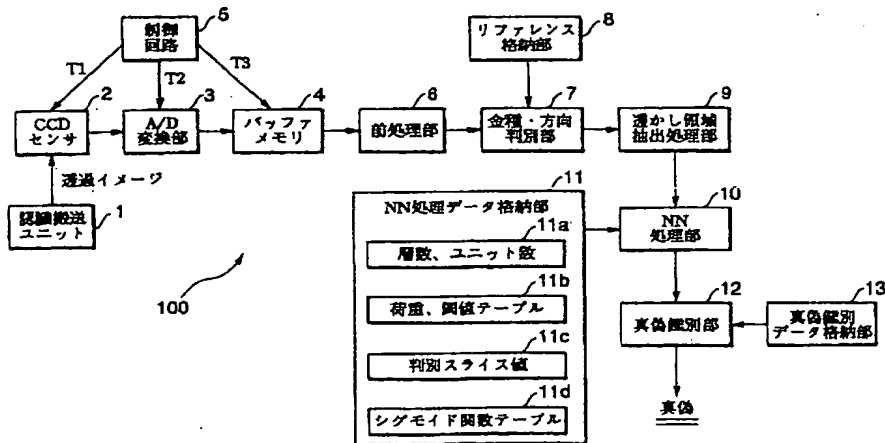 5
制御
回路
リファレンス
格納部
8
T1
T2
T3
2
CCD
センサ
3
A/D
変換部
4
バッファ
メモリ
6
前処理部
7
金種・方向
判別部
9
透かし領域
抽出処理部
透過イメージ
1
認識搬送
ユニット
100
11
NN処理データ格納部
11a
層数、ユニット数
11b
荷重、閾値テーブル
11c
判別スライス値
11d
シグモイド関数テーブル
10
NN
処理部
12
真偽鑑別部
13
真偽鑑別
データ格納部
真偽